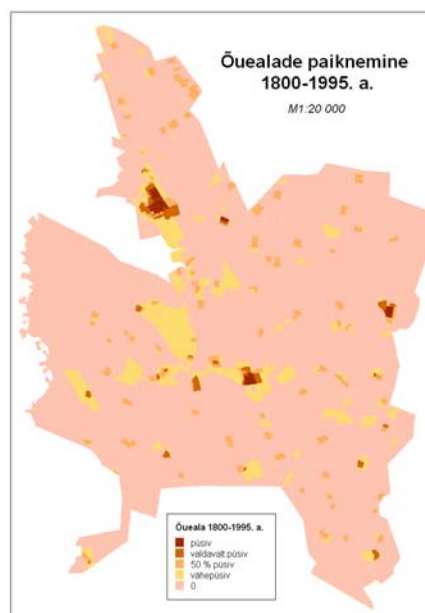 Õuealade paiknemine
1800-1995. a.
M1:20 000
Õueala 1800-1995. a.
püsiv
valdavalt püsiv
50 % püsiv
vähepüsiv
0